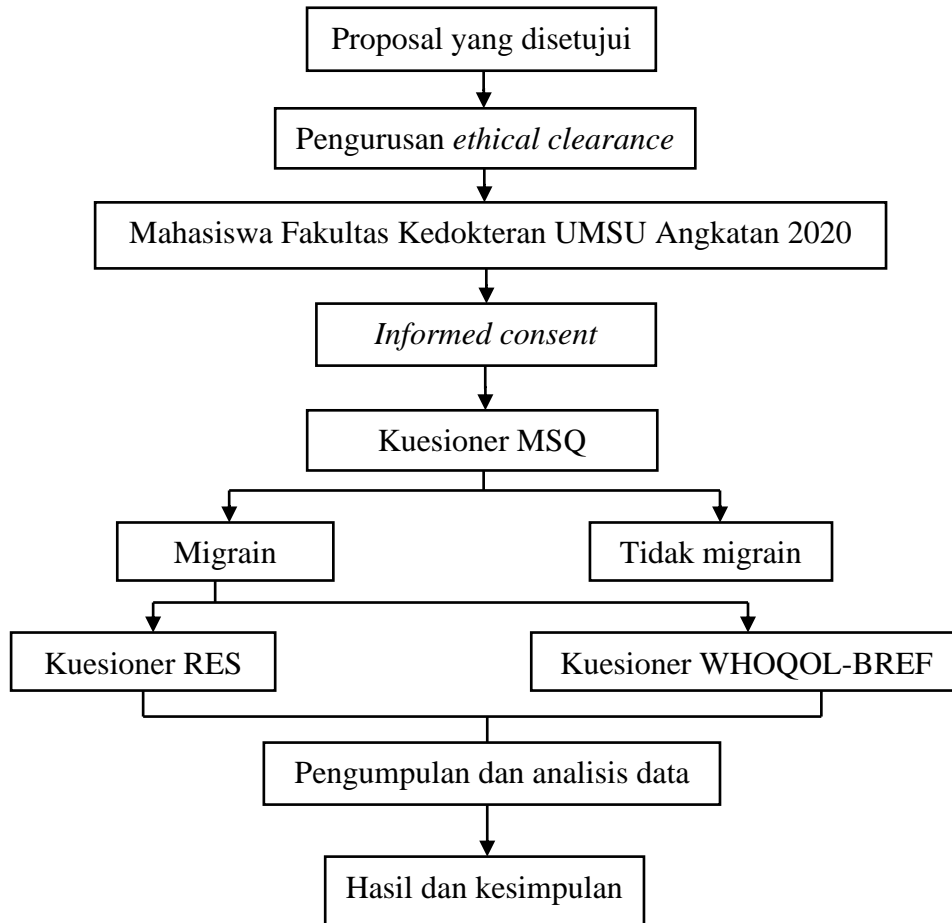 Proposal yang disetujui
Pengurusan ethical clearance
Mahasiswa Fakultas Kedokteran UMSU Angkatan 2020
Informed consent
Kuesioner MSQ
Migrain
Tidak migrain
Kuesioner RES
Kuesioner WHOQOL-BREF
Pengumpulan dan analisis data
Hasil dan kesimpulan